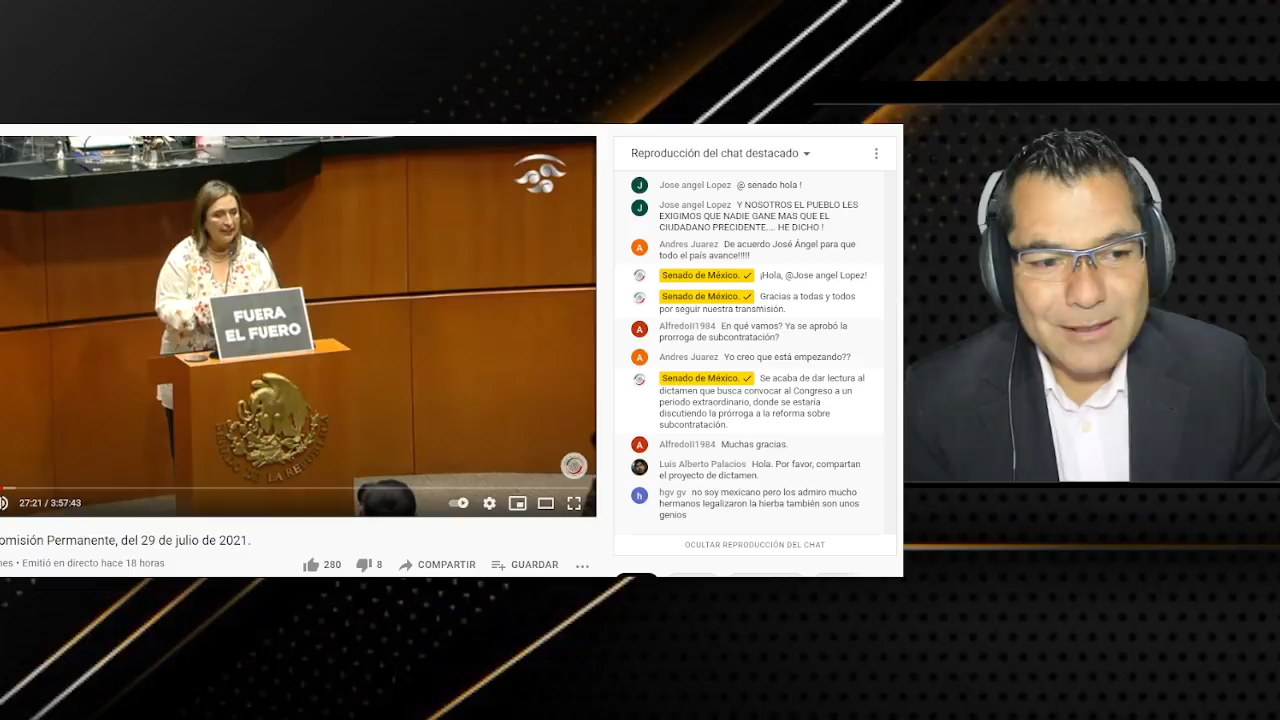 FUERA
EL FUERO
27:21 / 3:57:43
omisión Permanente, del 29 de julio de 2021.
nes • Emitió en directo hace 18 horas
280
8
COMPARTIR
GUARDAR
Reproducción del chat destacado
J
Jose angel Lopez @ senado hola !
J
Jose angel Lopez Y NOSOTROS EL PUEBLO LES
EXIGIMOS QUE NADIE GANE MAS QUE EL
CIUDADANO PRECIDENTE.... HE DICHO !
A
Andres Juarez De acuerdo José Ángel para que
todo el país avance!!!!!
Senado de México. ¡Hola, @Jose angel Lopez!
Senado de México. Gracias a todas y todos
por seguir nuestra transmisión.
A
Alfredoll1984 En qué vamos? Ya se aprobó la
prorroga de subcontratación?
A
Andres Juarez Yo creo que está empezando??
Senado de México. Se acaba de dar lectura al
dictamen que busca convocar al Congreso a un
periodo extraordinario, donde se estaría
discutiendo la prórroga a la reforma sobre
subcontratación.
A
Alfredoll1984 Muchas gracias.
Luis Alberto Palacios Hola. Por favor, compartan
el proyecto de dictamen.
h
hgv gv no soy mexicano pero los admiro mucho
hermanos legalizaron la hierba también son unos
genios
OCULTAR REPRODUCCIÓN DEL CHAT